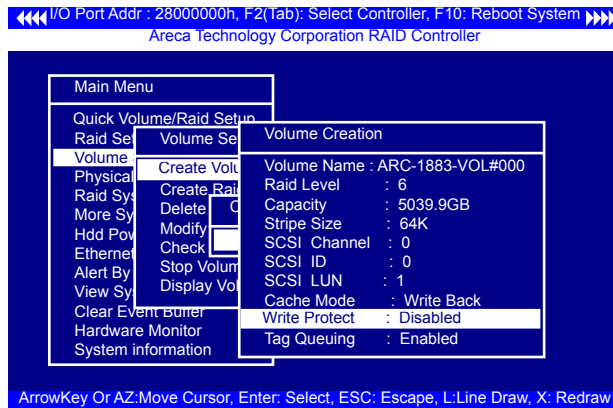 I/O Port Addr : 28000000h, F2(Tab): Select Controller, F10: Reboot System
Areca Technology Corporation RAID Controller
Main Menu
Quick Volume/Raid Setup
Raid Set
Volume
Physical
Raid Sys
More Sy
Hdd Pow
Ethernet
Alert By
View Sys
Clear Event Buffer
Hardware Monitor
System information
Volume Se
Create Volu
Create Rai
Delete
Modify
Check
Stop Volum
Display Vol
C
Volume Creation
Volume Name : ARC-1883-VOL#000
Raid Level : 6
Capacity : 5039.9GB
Stripe Size : 64K
SCSI Channel : 0
SCSI ID : 0
SCSI LUN : 1
Cache Mode : Write Back
Write Protect : Disabled
Tag Queuing : Enabled
ArrowKey Or AZ:Move Cursor, Enter: Select, ESC: Escape, L:Line Draw, X: Redraw